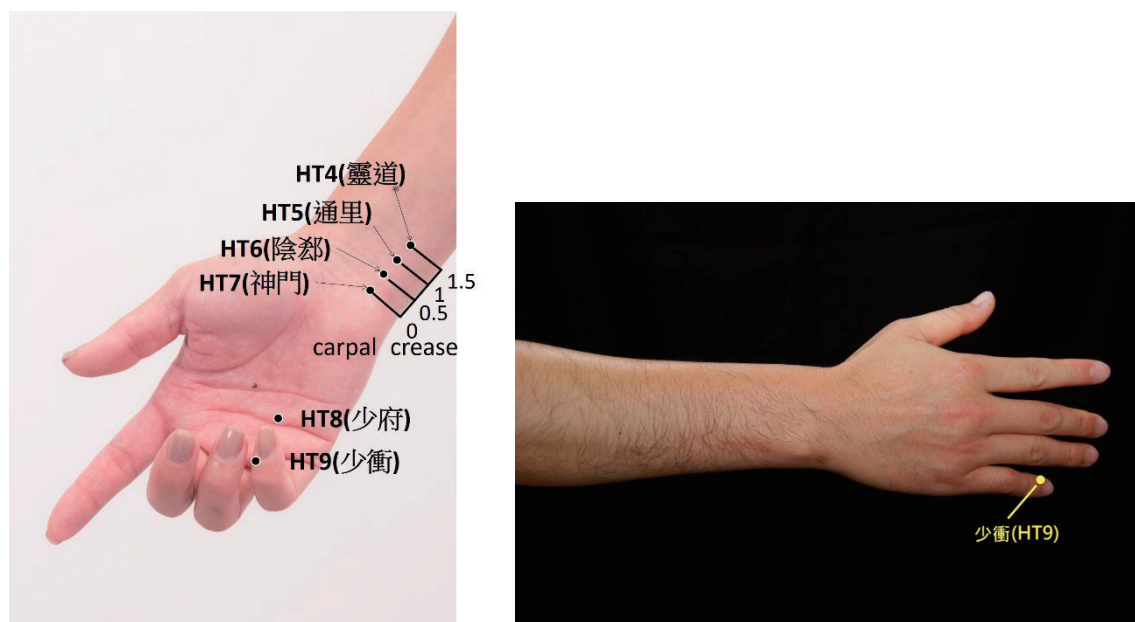 HT4(靈道)
HT5(通里)
HT6(陰郄)
HT7(神門)
1.5
1
0.5
0
carpal crease
HT8(少府)
HT9(少衝)
少衝(HT9)